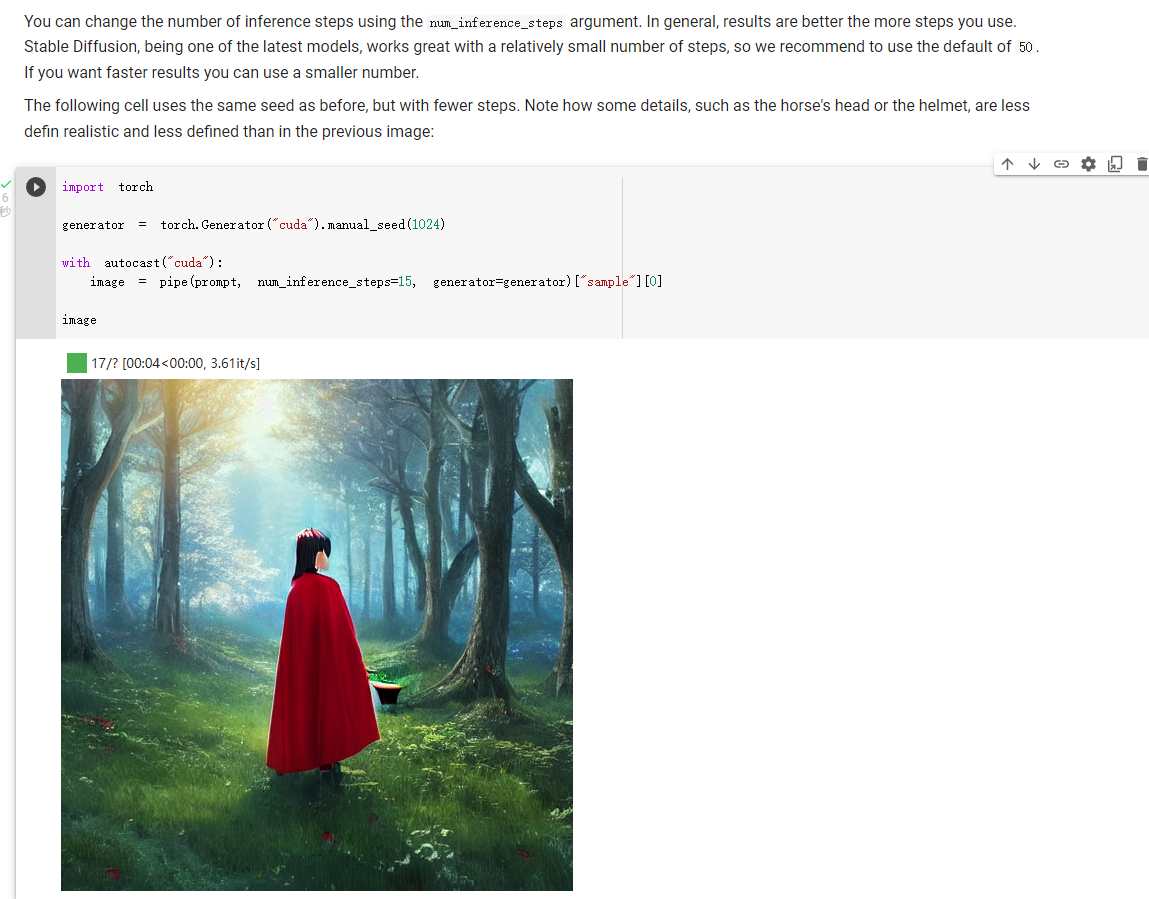 You can change the number of inference steps using the num_inference_steps argument. In general, results are better the more steps you use.
Stable Diffusion, being one of the latest models, works great with a relatively small number of steps, so we recommend to use the default of 50.
If you want faster results you can use a smaller number.
The following cell uses the same seed as before, but with fewer steps. Note how some details, such as the horse's head or the helmet, are less
defin realistic and less defined than in the previous image:
6
秒
import torch
generator = torch.Generator("cuda").manual_seed(1024)
with autocast("cuda"):
    image = pipe(prompt, num_inference_steps=15, generator=generator)["sample"][0]
image
17/? [00:04<00:00, 3.61it/s]